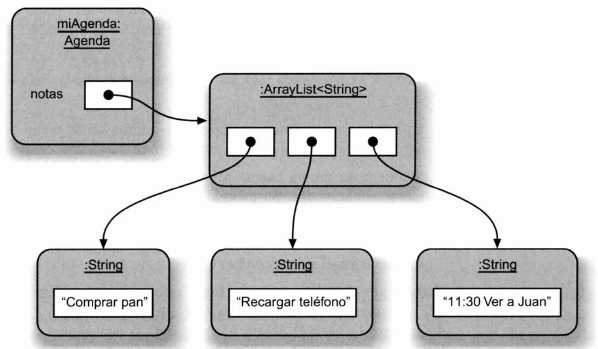 miAgenda:
Agenda
notas
:ArrayList<String>
:String
"Comprar pan"
:String
"Recargar teléfono"
:String
"11:30 Ver a Juan"